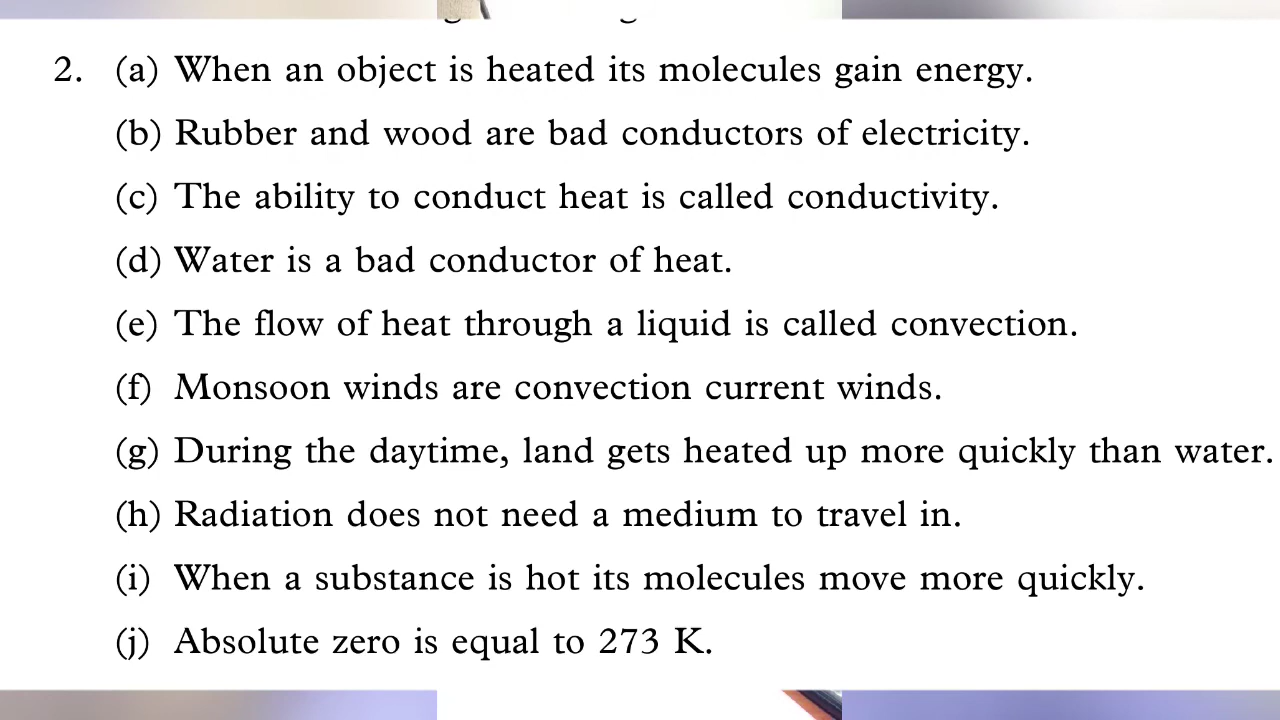 2. (a) When an object is heated its molecules gain energy.
(b) Rubber and wood are bad conductors of electricity.
(c) The ability to conduct heat is called conductivity.
(d) Water is a bad conductor of heat.
(e) The flow of heat through a liquid is called convection.
(f) Monsoon winds are convection current winds.
(g) During the daytime, land gets heated up more quickly than water.
(h) Radiation does not need a medium to travel in.
(i) When a substance is hot its molecules move more quickly.
(j) Absolute zero is equal to 273 K.